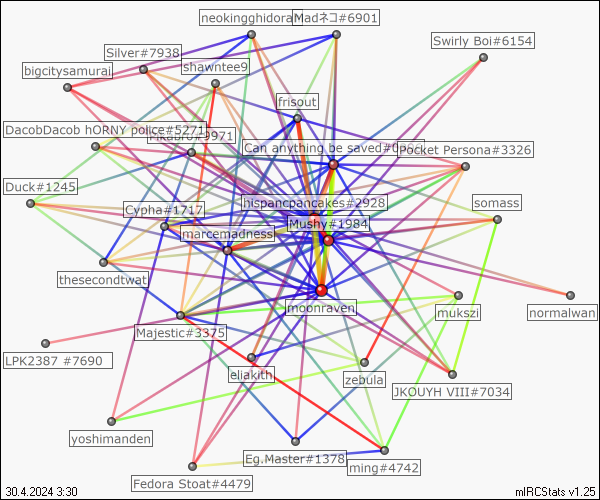 neokingghidora
Madネコ#6901
Swirly Boi#6154
Silver#7938
shawntee9
bigcitysamurai
frisout
DacobDacob hORNY police#5271
Can anything be saved#0
Pocket Persona#3326
Duck#1245
hispancpancakes#2928
Cypha#1717
somass
Mushy#1984
marcemadness
thesecondtwat
moonraven
mukszi
normalwan
Majestic#3375
LPK2387 #7690
eliakith
zebula
JKOUYH VIII#7034
yoshimanden
Eg.Master#1378
ming#4742
Fedora Stoat#4479
30.4.2024 3:30
mIRCStats v1.25